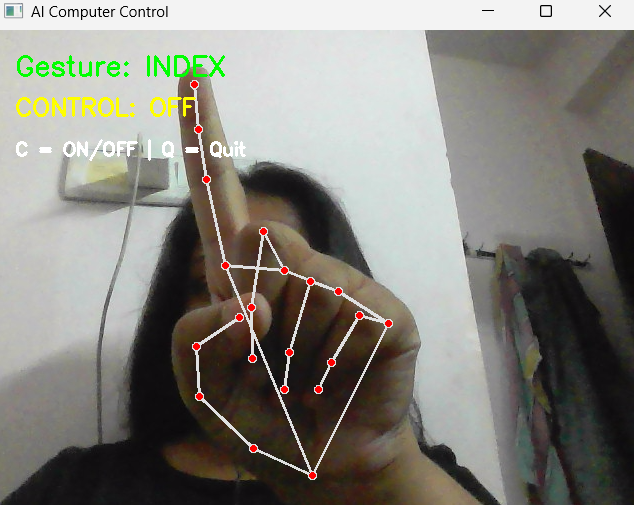 AI Computer Control
Gesture: INDEX
CONTROL: OFF
C = ON/OFF | Q = Quit